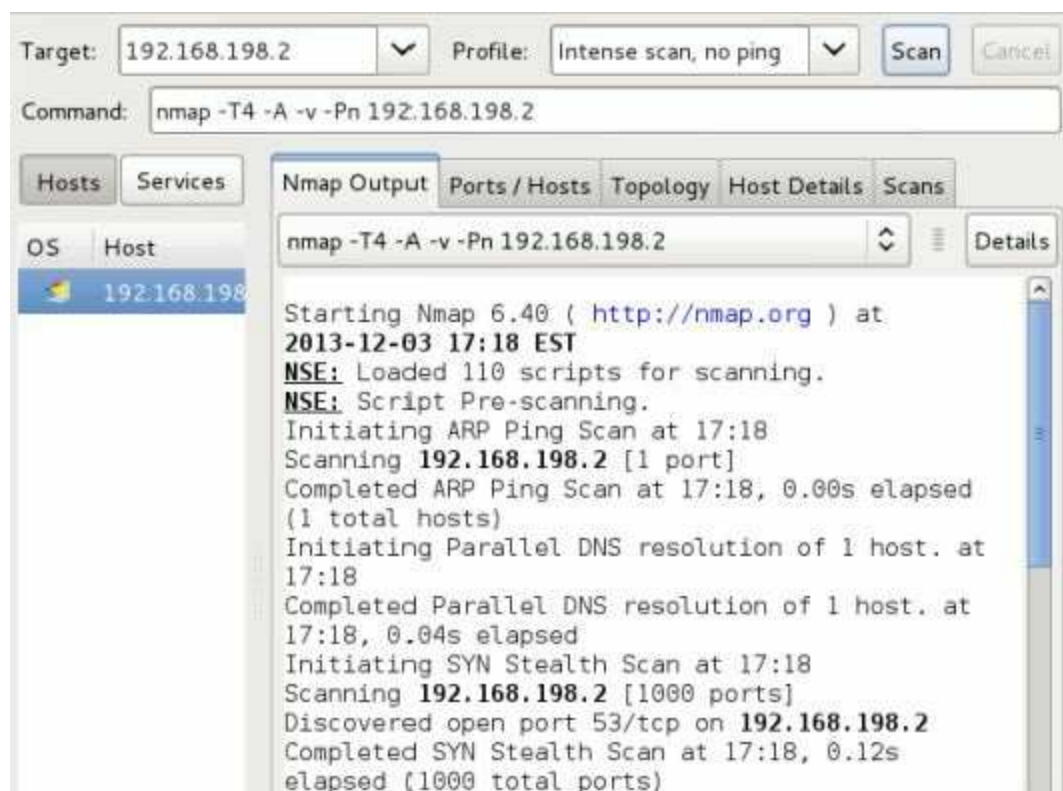 Target: 192.168.198.2 Profile: Intense scan, no ping Scan Cancel
Command: nmap -T4 -A -v -Pn 192.168.198.2
Hosts Services
Nmap Output Ports / Hosts Topology Host Details Scans
OS Host
nmap -T4 -A -v -Pn 192.168.198.2 Details
192.168.198
Starting Nmap 6.40 ( http://nmap.org ) at
2013-12-03 17:18 EST
NSE: Loaded 110 scripts for scanning.
NSE: Script Pre-scanning.
Initiating ARP Ping Scan at 17:18
Scanning 192.168.198.2 [1 port]
Completed ARP Ping Scan at 17:18, 0.00s elapsed
(1 total hosts)
Initiating Parallel DNS resolution of 1 host. at
17:18
Completed Parallel DNS resolution of 1 host. at
17:18, 0.04s elapsed
Initiating SYN Stealth Scan at 17:18
Scanning 192.168.198.2 [1000 ports]
Discovered open port 53/tcp on 192.168.198.2
Completed SYN Stealth Scan at 17:18, 0.12s
elapsed (1000 total ports)